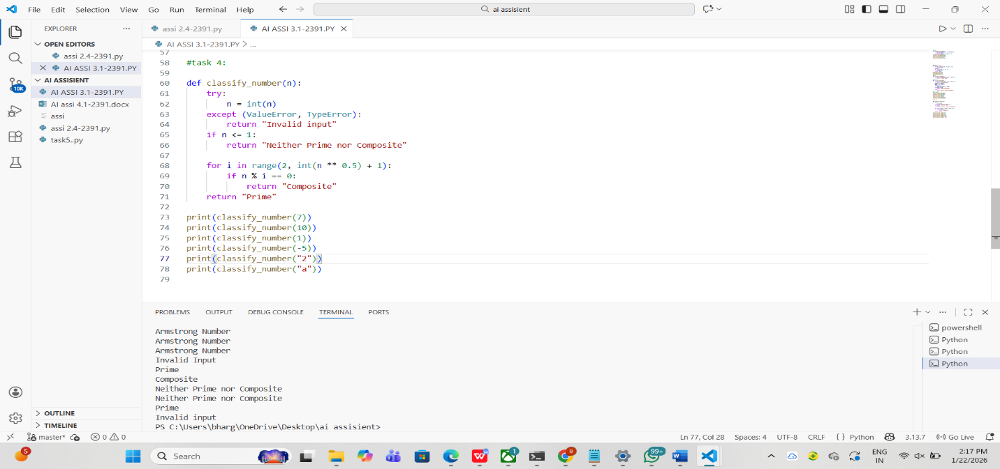 File Edit Selection View Go Run Terminal Help ← → ai assisient
EXPLORER ···
OPEN EDITORS
assi 2.4-2391.py
AI ASSI 3.1-2391.PY
AI ASSISIENT
AI ASSI 3.1-2391.PY
AI assi 4.1-2391.docx
assi
assi 2.4-2391.py
task5..py
10K
OUTLINE
TIMELINE
assi 2.4-2391.py AI ASSI 3.1-2391.PY
AI ASSI 3.1-2391.PY > ...
57
58 #task 4:
59
60 def classify_number(n):
61     try:
62         n = int(n)
63     except (ValueError, TypeError):
64         return "Invalid input"
65     if n <= 1:
66         return "Neither Prime nor Composite"
67
68     for i in range(2, int(n ** 0.5) + 1):
69         if n % i == 0:
70             return "Composite"
71     return "Prime"
72
73 print(classify_number(7))
74 print(classify_number(10))
75 print(classify_number(1))
76 print(classify_number(-5))
77 print(classify_number("2"))
78 print(classify_number("a"))
79
PROBLEMS OUTPUT DEBUG CONSOLE TERMINAL PORTS
Armstrong Number
Armstrong Number
Armstrong Number
Invalid Input
Prime
Composite
Neither Prime nor Composite
Neither Prime nor Composite
Prime
Invalid input
PS C:\Users\bharg\OneDrive\Desktop\ai assisient>
powershell
Python
Python
Python
master* 0 0 Ln 77, Col 28 Spaces: 4 UTF-8 CRLF { } Python 3.13.7 Go Live
5 Search 1 B 99+ ENG 2:17 PM
IN 1/22/2026